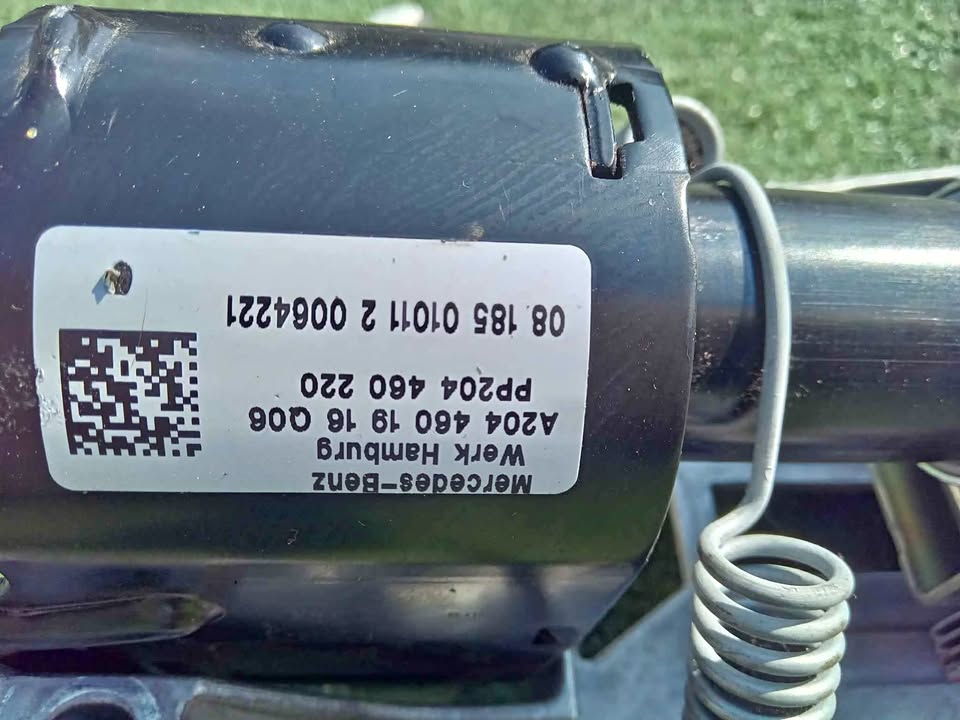 Mercedes-Benz
Werk Hamburg
A204 460 19 16 Q06
PP204 460 220
08.185 01011 2 0064221